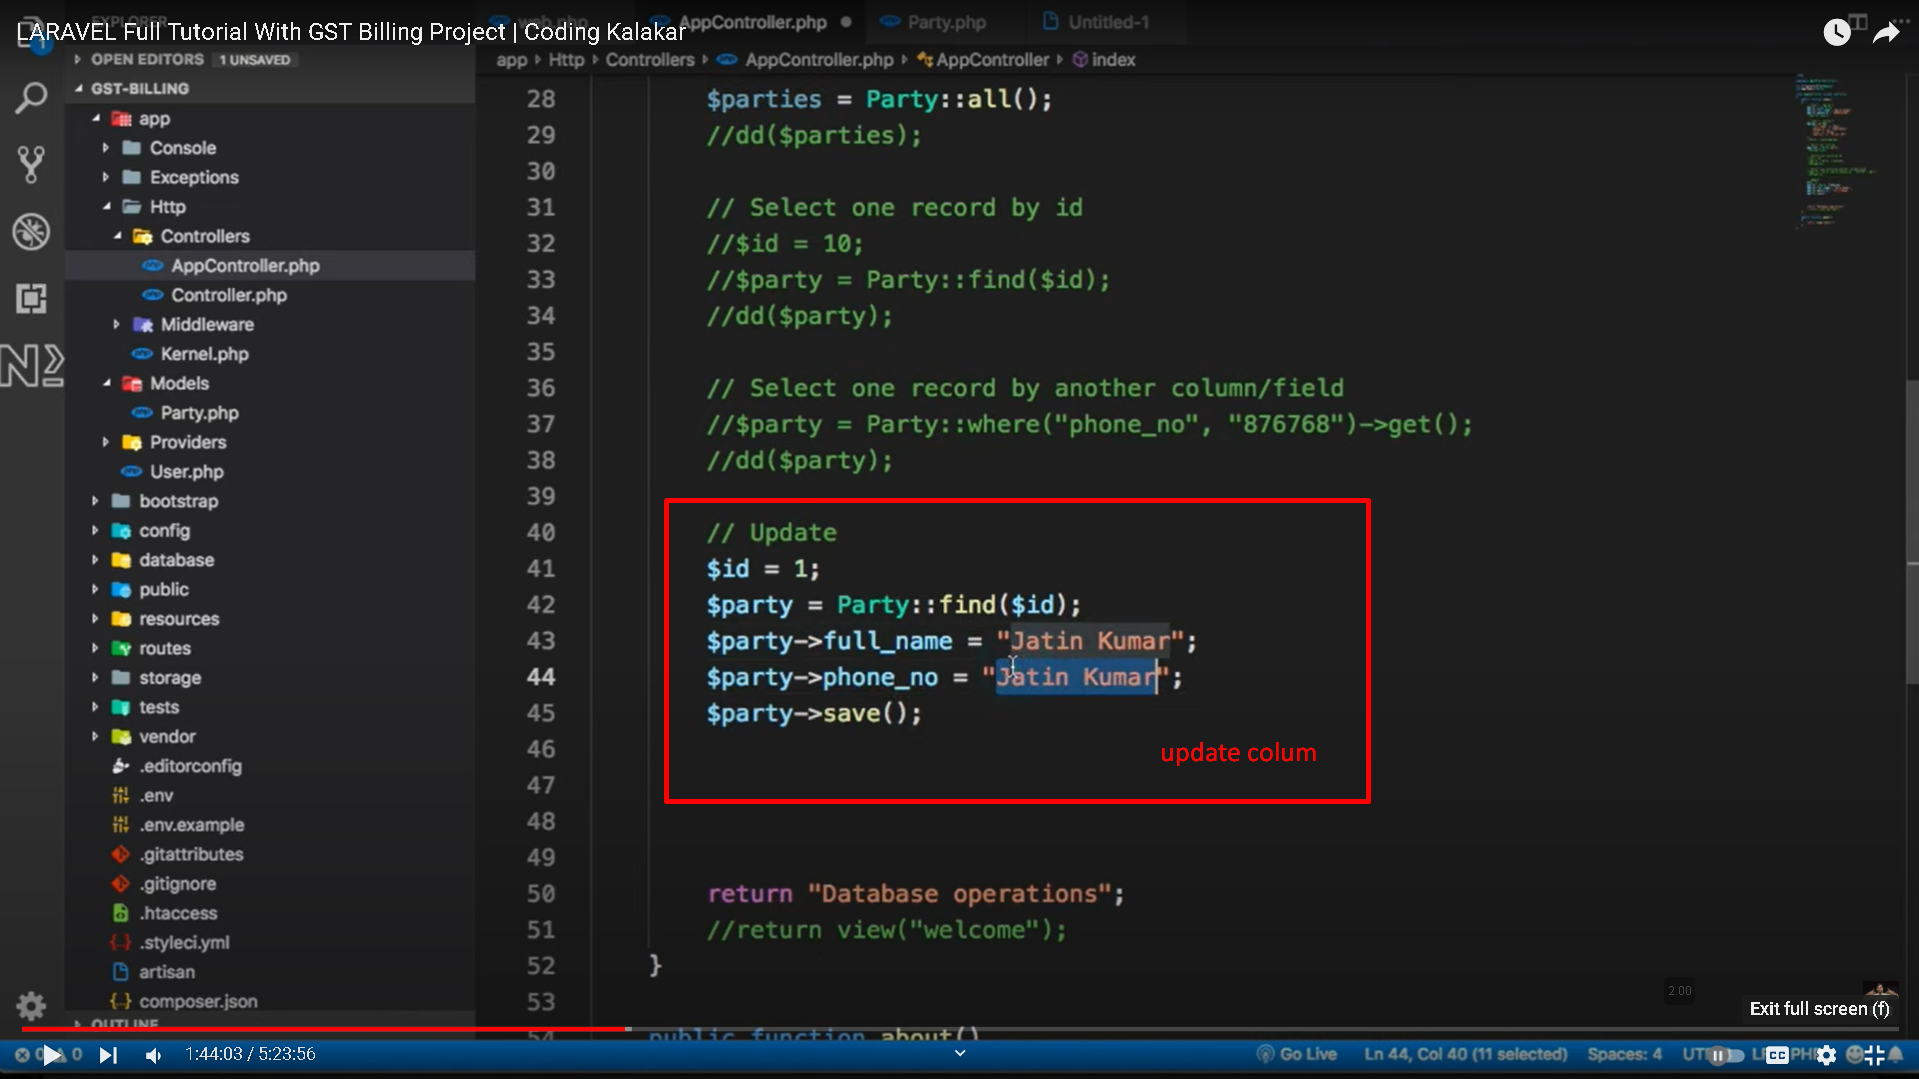 LARAVEL Full Tutorial With GST Billing Project | Coding Kalakar
AppController.php
Party.php
Untitled-1
1
OPEN EDITORS 1 UNSAVED
app Http Controllers AppController.php AppController index
GST-BILLING
app
Console
Exceptions
Http
Controllers
AppController.php
Controller.php
Middleware
Kernel.php
Models
Party.php
Providers
User.php
bootstrap
config
database
public
resources
routes
storage
tests
vendor
.editorconfig
.env
.env.example
.gitattributes
.gitignore
.htaccess
.styleci.yml
artisan
composer.json
OUTLINE
28 $parties = Party::all();
29 //dd($parties);
30
31 // Select one record by id
32 //$id = 10;
33 //$party = Party::find($id);
34 //dd($party);
35
36 // Select one record by another column/field
37 //$party = Party::where("phone_no", "876768")->get();
38 //dd($party);
39
40 // Update
41 $id = 1;
42 $party = Party::find($id);
43 $party->full_name = "Jatin Kumar";
44 $party->phone_no = "Jatin Kumar";
45 $party->save();
46
update colum
47
48
49
50 return "Database operations";
51 //return view("welcome");
52 }
53
54 public function about()
2.00
Exit full screen (f)
1:44:03 / 5:23:56
Go Live
Ln 44, Col 40 (11 selected)
Spaces: 4
CC